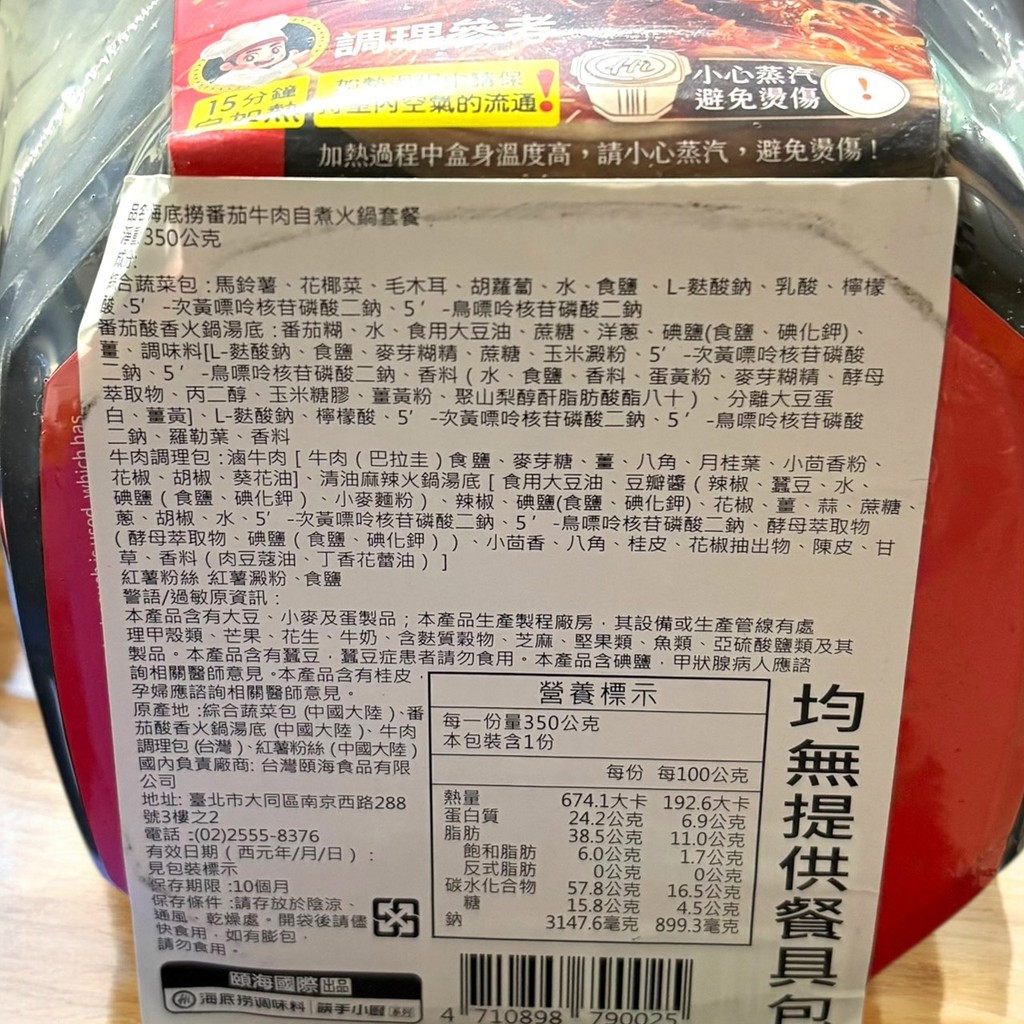 調理參考
15分鐘
自加熱
室內空氣的流通!
小心蒸汽
避免燙傷
!
加熱過程中盒身溫度高，請小心蒸汽，避免燙傷！
海底撈番茄牛肉自煮火鍋套餐
350公克
合蔬菜包：馬鈴薯、花椰菜、毛木耳、胡蘿蔔、水、食鹽、L-麩酸鈉、乳酸、檸檬
酸、5’-次黃嘌呤核苷磷酸二鈉、5’-鳥嘌呤核苷磷酸二鈉
番茄酸香火鍋湯底：番茄糊、水、食用大豆油、蔗糖、洋蔥、碘鹽(食鹽、碘化鉀)、
薑、調味料[L-麩酸鈉、食鹽、麥芽糊精、蔗糖、玉米澱粉、5’-次黃嘌呤核苷磷酸
二鈉、5’-鳥嘌呤核苷磷酸二鈉、香料（水、食鹽、香料、蛋黃粉、麥芽糊精、酵母
萃取物、丙二醇、玉米糖膠、薑黃粉、聚山梨醇酐脂肪酸酯八十）、分離大豆蛋
白、薑黃]、L-麩酸鈉、檸檬酸、5’-次黃嘌呤核苷磷酸二鈉、5’-鳥嘌呤核苷磷酸
二鈉、羅勒葉、香料
牛肉調理包：滷牛肉［牛肉（巴拉圭）食鹽、麥芽糖、薑、八角、月桂葉、小茴香粉、
花椒、胡椒、葵花油]、清油麻辣火鍋湯底［食用大豆油、豆瓣醬（辣椒、蠶豆、水、
碘鹽（食鹽、碘化鉀）、小麥麵粉）、辣椒、碘鹽(食鹽、碘化鉀)、花椒、薑、蒜、蔗糖、
蔥、胡椒、水、5’-次黃嘌呤核苷磷酸二鈉、5’-鳥嘌呤核苷磷酸二鈉、酵母萃取物
（酵母萃取物、碘鹽（食鹽、碘化鉀））、小茴香、八角、桂皮、花椒抽出物、陳皮、甘
草、香料（肉豆蔻油、丁香花蕾油）］
紅薯粉絲:紅薯澱粉、食鹽
警語/過敏原資訊：
本產品含有大豆、小麥及蛋製品；本產品生產製程廠房，其設備或生產管線有處
理甲殼類、芒果、花生、牛奶、含麩質穀物、芝麻、堅果類、魚類、亞硫酸鹽類及其
製品。本產品含有蠶豆，蠶豆症患者請勿食用。本產品含碘鹽，甲狀腺病人應諮
詢相關醫師意見。本產品含有桂皮，
孕婦應諮詢相關醫師意見。
原產地：綜合蔬菜包(中國大陸)、番
茄酸香火鍋湯底(中國大陸)、牛肉
調理包(台灣)、紅薯粉絲(中國大陸)
國內負責廠商: 台灣頤海食品有限
公司
地址: 臺北市大同區南京西路288
號3樓之2
電話:(02)2555-8376
有效日期（西元年/月/日）：
見包裝標示
保存期限:10個月
保存條件:請存放於陰涼、
通風、乾燥處。開袋後請儘
快食用，如有膨包，
請勿食用。
營養標示
每一份量350公克
本包裝含1份
每份 每100公克
熱量 674.1大卡 192.6大卡
蛋白質 24.2公克 6.9公克
脂肪 38.5公克 11.0公克
飽和脂肪 6.0公克 1.7公克
反式脂肪 0公克 0公克
碳水化合物 57.8公克 16.5公克
糖 15.8公克 4.5公克
鈉 3147.6毫克 899.3毫克
均無提供餐具包
頤海國際 出品
海底撈调味料 筷手小厨 系列
4 710898 790025